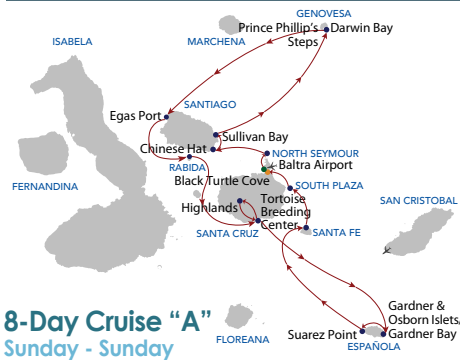 GENOVESA
Prince Phillip's
Steps
Darwin Bay
ISABELA
MARCHENA
Egas Port
SANTIAGO
Sullivan Bay
Chinese Hat
RABIDA
NORTH SEYMOUR
Baltra Airport
FERNANDINA
Black Turtle Cove
SOUTH PLAZA
Highlands
Tortoise
Breeding
Center
SAN CRISTOBAL
SANTA CRUZ
SANTA FE
Gardner &
Osborn Islets,
Gardner Bay
Suarez Point
ESPAÑOLA
FLOREANA
8-Day Cruise “A”
Sunday - Sunday